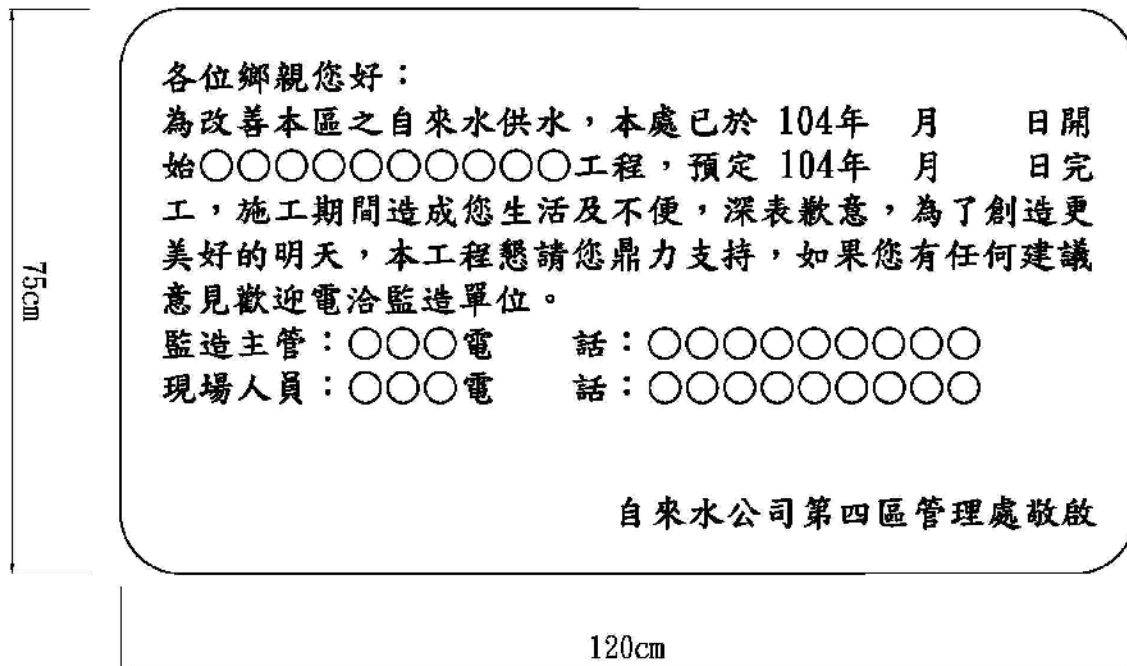 各位鄉親您好：
為改善本區之自來水供水，本處已於 104年　月　　日開
始○○○○○○○○○○工程，預定 104年　月　　日完
工，施工期間造成您生活及不便，深表歉意，為了創造更
美好的明天，本工程懇請您鼎力支持，如果您有任何建議
意見歡迎電洽監造單位。
監造主管：○○○電　　話：○○○○○○○○○
現場人員：○○○電　　話：○○○○○○○○○
自來水公司第四區管理處敬啟
75cm
120cm